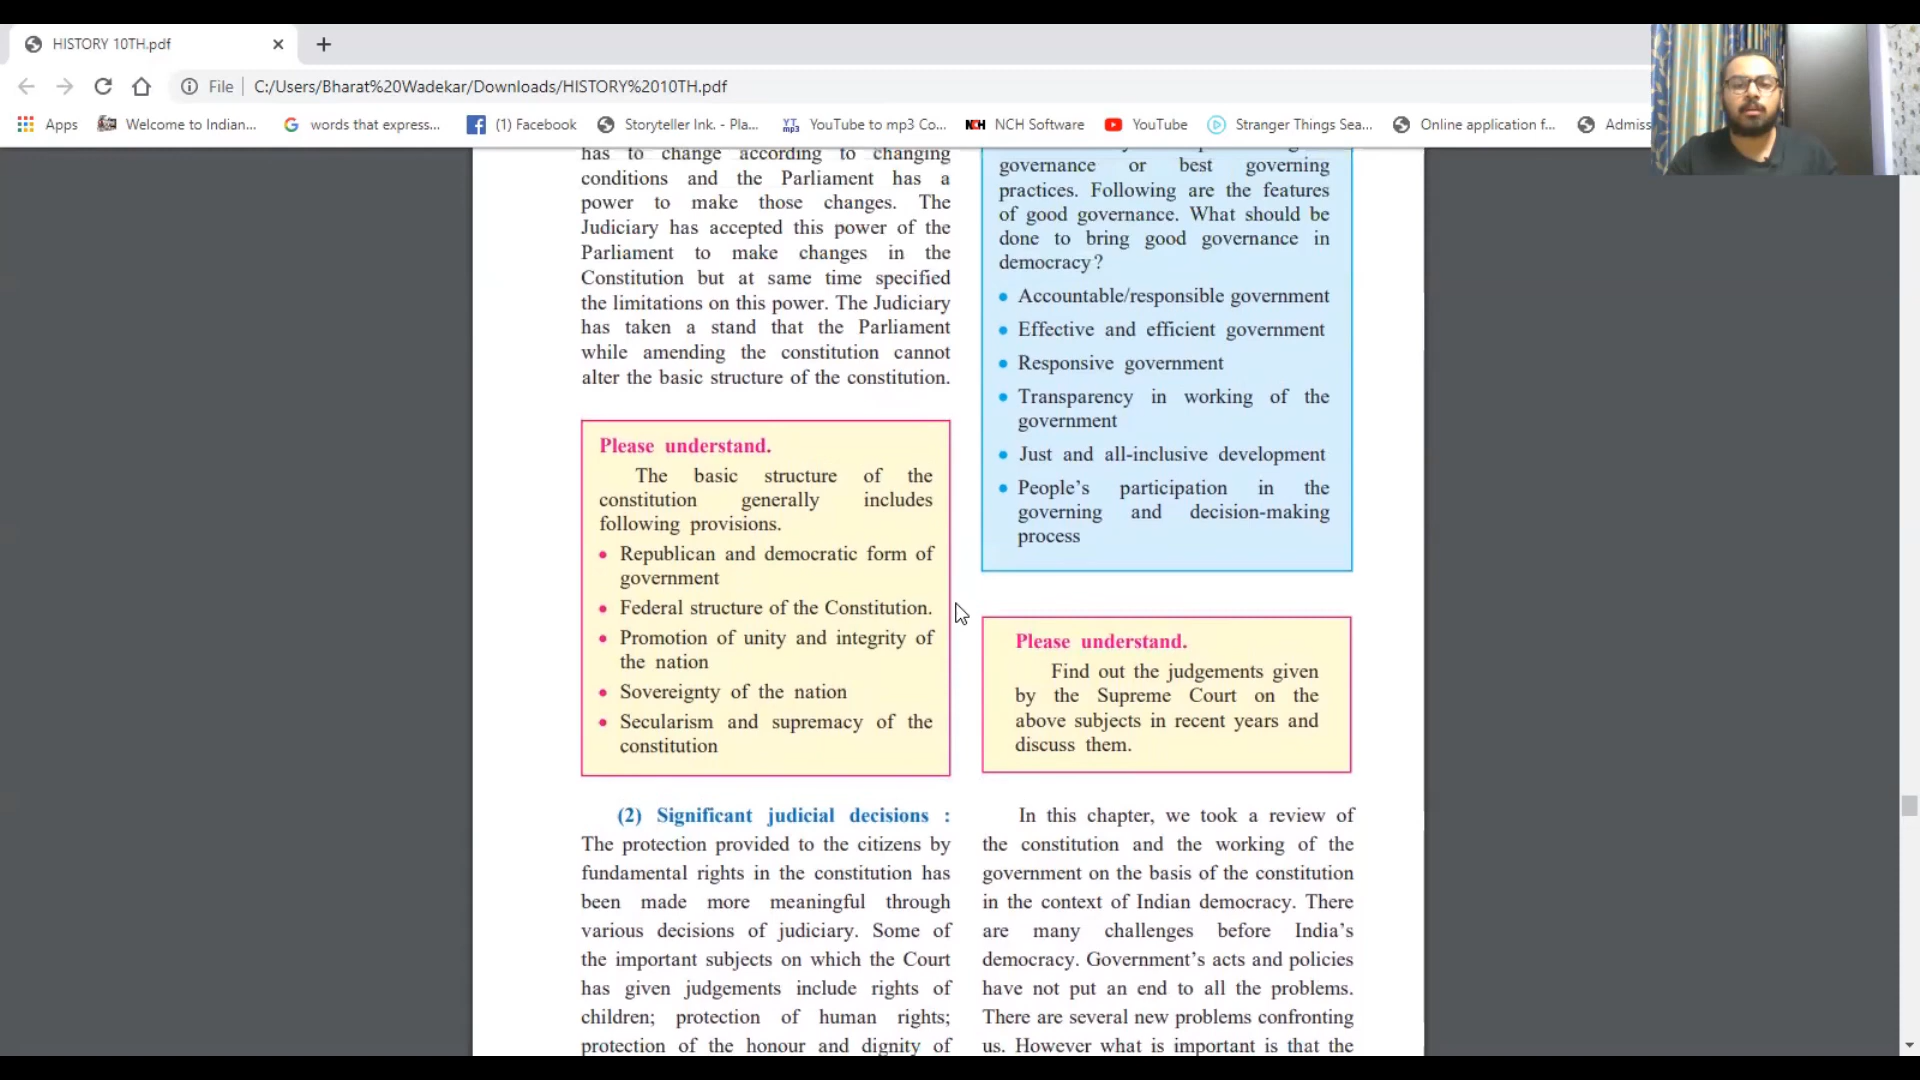 HISTORY 10TH.pdf
File
C:/Users/Bharat%20Wadekar/Downloads/HISTORY%2010TH.pdf
Apps
Welcome to Indian...
words that express...
(1) Facebook
Storyteller Ink. - Pla...
YouTube to mp3 Co...
NCH Software
YouTube
Stranger Things Sea...
Online application f...
Admiss
has to change according to changing
conditions and the Parliament has a
power to make those changes. The
Judiciary has accepted this power of the
Parliament to make changes in the
Constitution but at same time specified
the limitations on this power. The Judiciary
has taken a stand that the Parliament
while amending the constitution cannot
alter the basic structure of the constitution.
Please understand.
The basic structure of the
constitution generally includes
following provisions.
• Republican and democratic form of
government
• Federal structure of the Constitution.
• Promotion of unity and integrity of
the nation
• Sovereignty of the nation
• Secularism and supremacy of the
constitution
(2) Significant judicial decisions :
The protection provided to the citizens by
fundamental rights in the constitution has
been made more meaningful through
various decisions of judiciary. Some of
the important subjects on which the Court
has given judgements include rights of
children; protection of human rights;
protection of the honour and dignity of
governance or best governing
practices. Following are the features
of good governance. What should be
done to bring good governance in
democracy?
• Accountable/responsible government
• Effective and efficient government
• Responsive government
• Transparency in working of the
government
• Just and all-inclusive development
• People's participation in the
governing and decision-making
process
Please understand.
Find out the judgements given
by the Supreme Court on the
above subjects in recent years and
discuss them.
In this chapter, we took a review of
the constitution and the working of the
government on the basis of the constitution
in the context of Indian democracy. There
are many challenges before India's
democracy. Government's acts and policies
have not put an end to all the problems.
There are several new problems confronting
us. However what is important is that the